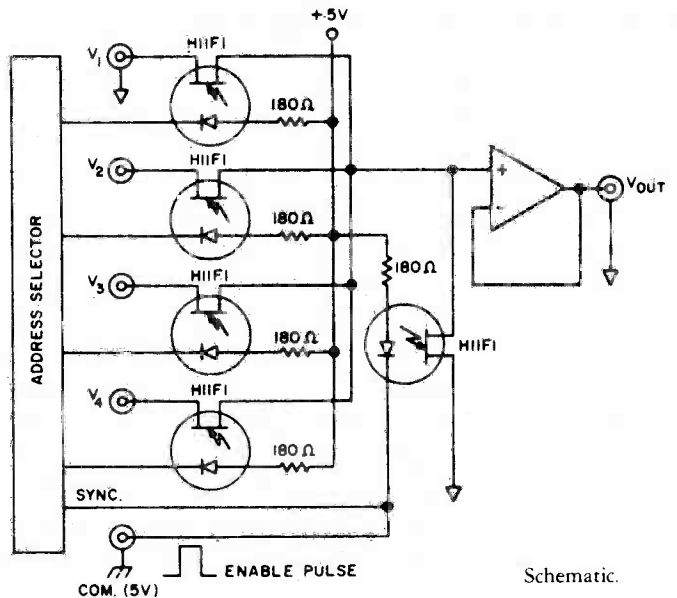 +5V
H11F1
V1
180Ω
H11F1
V2
180Ω
+
-
VOUT
ADDRESS SELECTOR
H11F1
V3
180Ω
180Ω
H11F1
H11F1
V4
180Ω
SYNC.
ENABLE PULSE
COM. (5V)
Schematic.